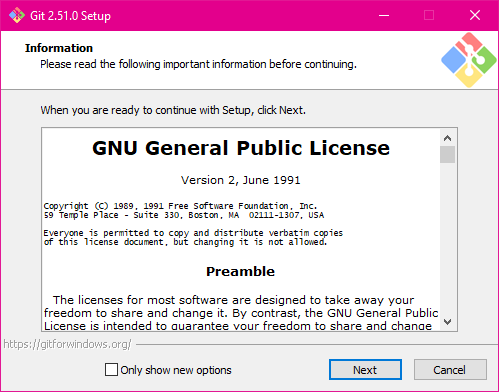 Git 2.51.0 Setup
Information
Please read the following important information before continuing.
When you are ready to continue with Setup, click Next.
GNU General Public License
Version 2, June 1991
Copyright (C) 1989, 1991 Free Software Foundation, Inc.
59 Temple Place - Suite 330, Boston, MA  02111-1307, USA
Everyone is permitted to copy and distribute verbatim copies
of this license document, but changing it is not allowed.
Preamble
The licenses for most software are designed to take away your
freedom to share and change it. By contrast, the GNU General Public
License is intended to guarantee your freedom to share and change
https://gitforwindows.org/
Only show new options
Next
Cancel